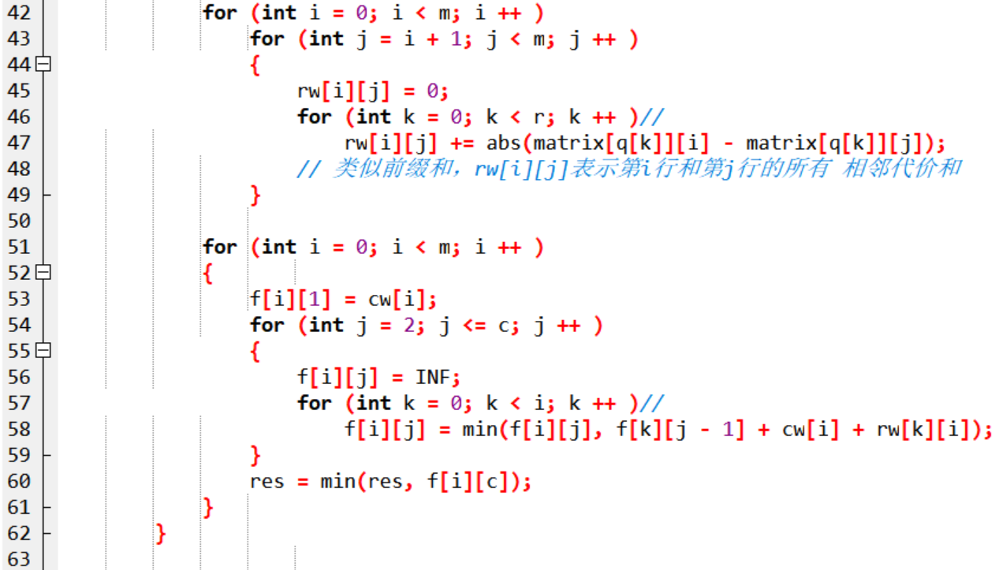 42 for (int i = 0; i < m; i ++ )
43 for (int j = i + 1; j < m; j ++ )
44 {
45 rw[i][j] = 0;
46 for (int k = 0; k < r; k ++ )//
47 rw[i][j] += abs(matrix[q[k]][i] - matrix[q[k]][j]);
48 // 类似前缀和，rw[i][j]表示第i行和第j行的所有 相邻代价和
49 }
50
51 for (int i = 0; i < m; i ++ )
52 {
53 f[i][1] = cw[i];
54 for (int j = 2; j <= c; j ++ )
55 {
56 f[i][j] = INF;
57 for (int k = 0; k < i; k ++ )//
58 f[i][j] = min(f[i][j], f[k][j - 1] + cw[i] + rw[k][i]);
59 }
60 res = min(res, f[i][c]);
61 }
62 }
63